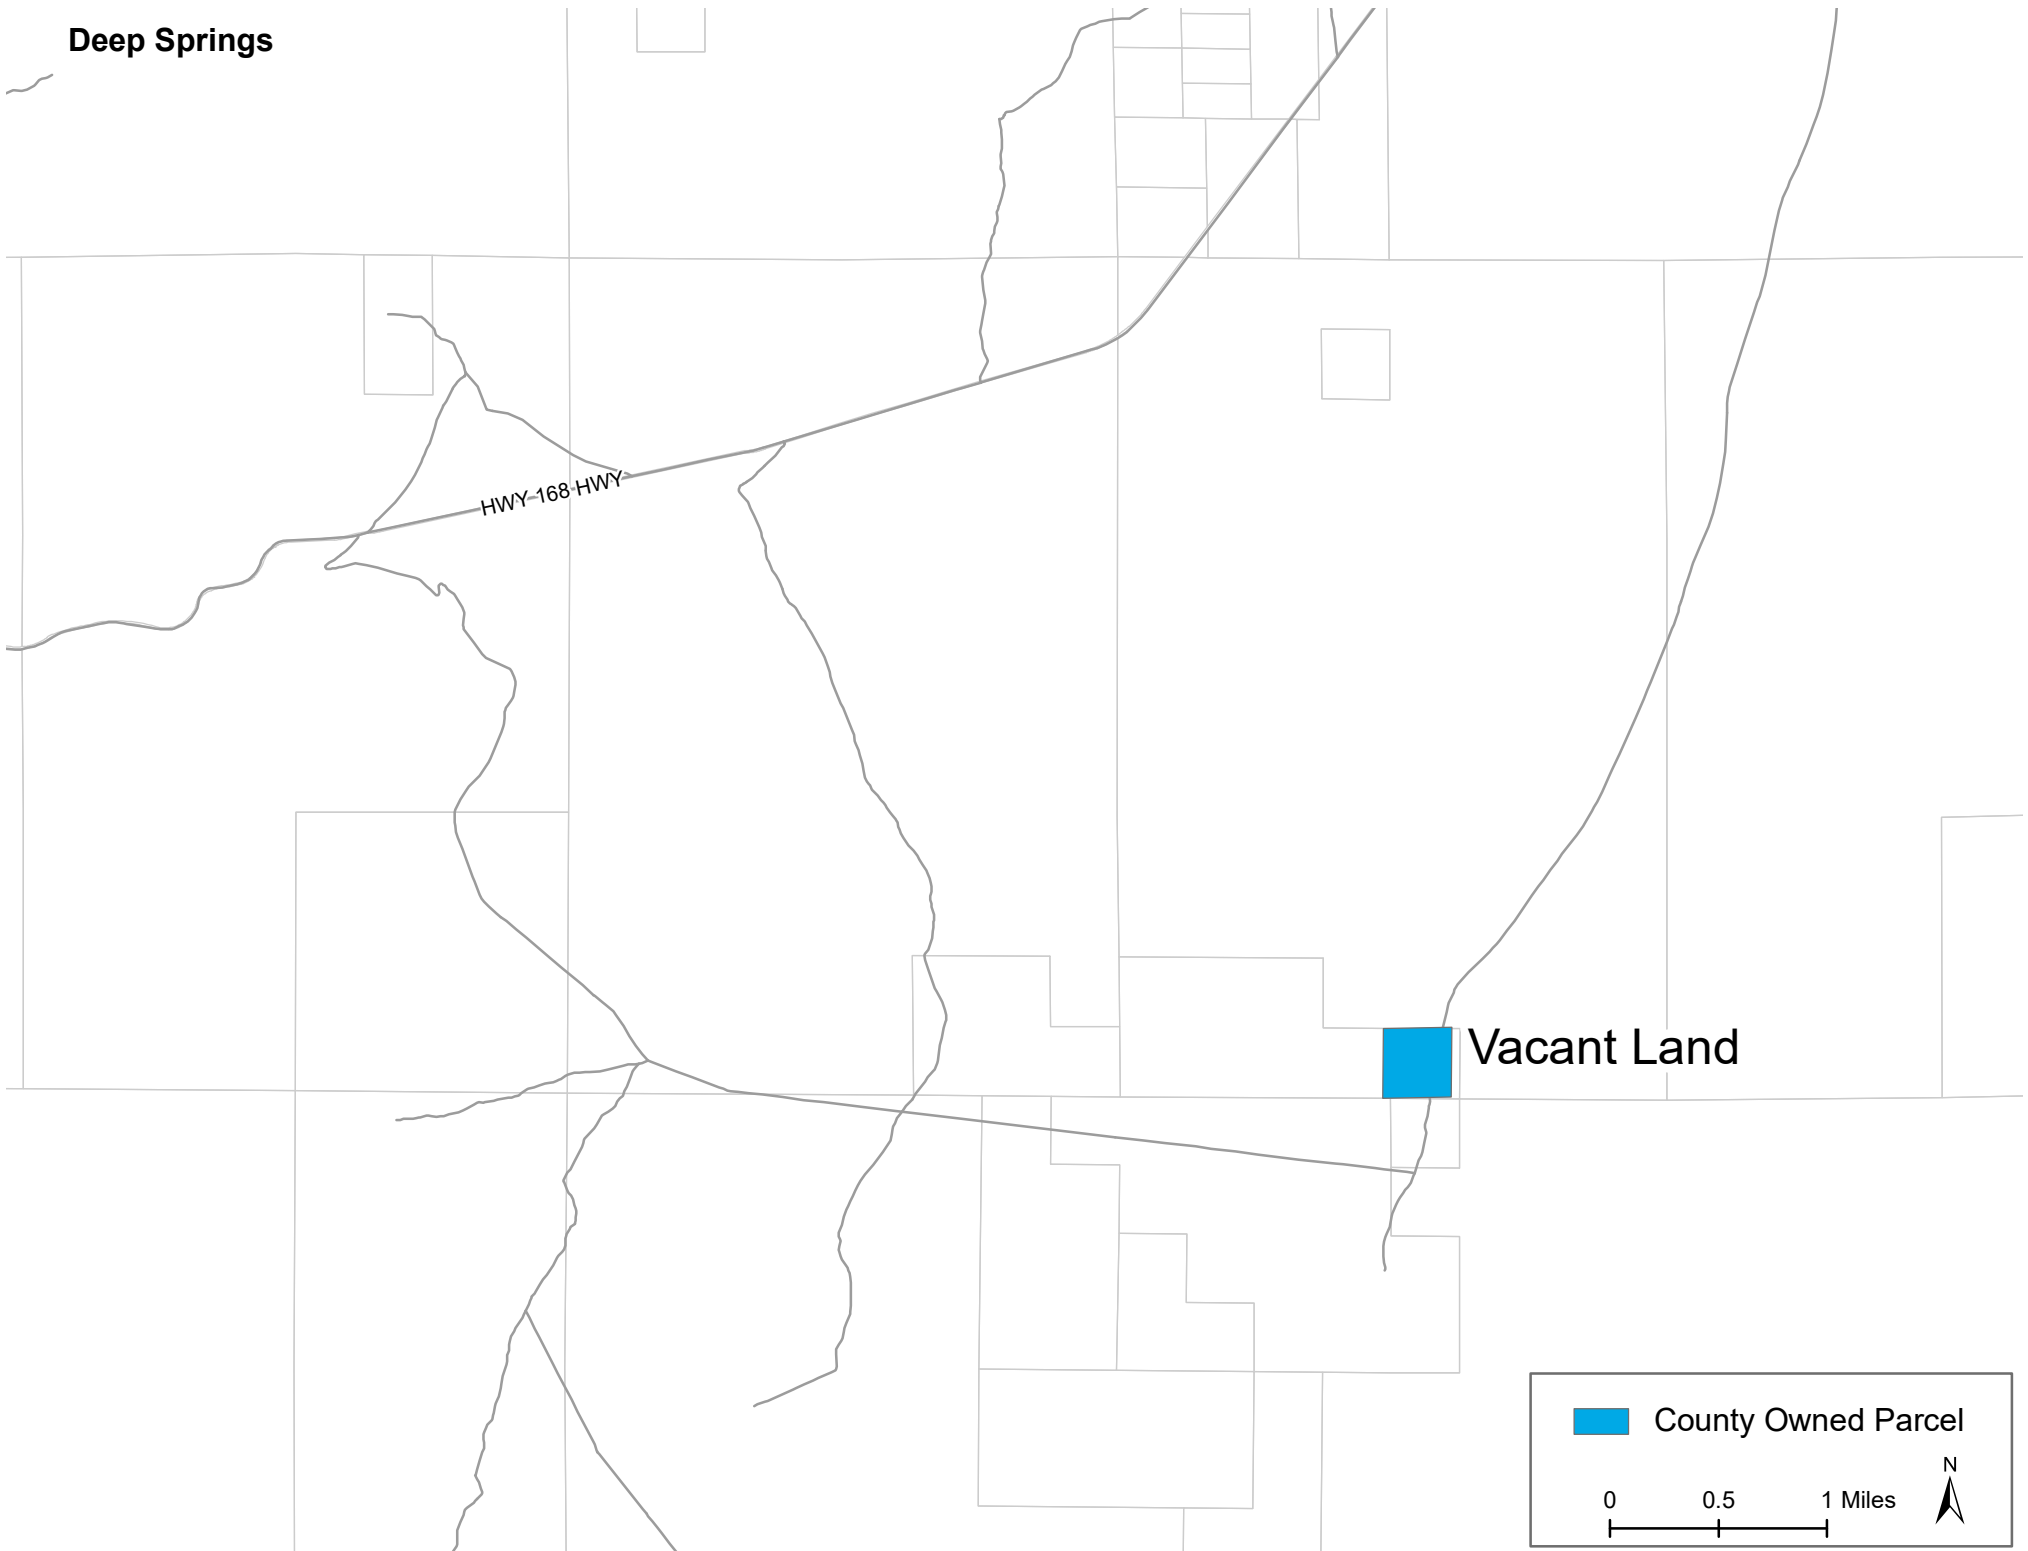 Deep Springs
HWY 168 HWY
Vacant Land
County Owned Parcel
N
0 0.5 1 Miles